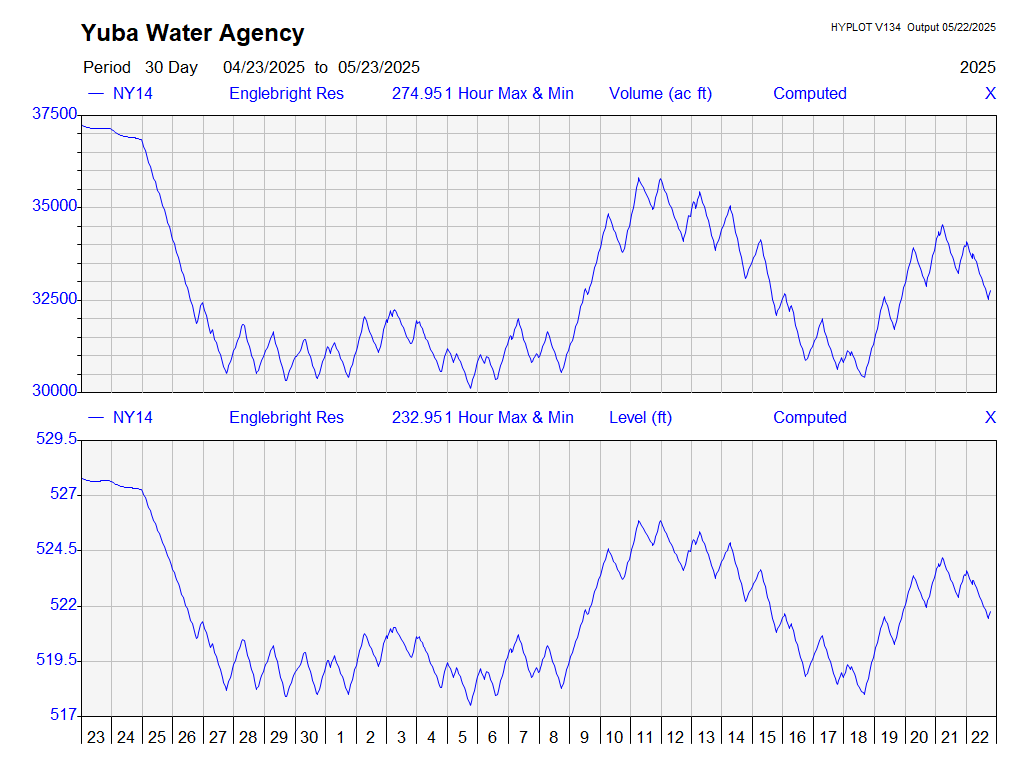 Yuba Water Agency
HYPLOT V134 Output 05/22/2025
Period 30 Day 04/23/2025 to 05/23/2025 2025
NY14 Englebright Res 274.951 Hour Max & Min Volume (ac ft) Computed X
37500
35000
32500
30000
NY14 Englebright Res 232.951 Hour Max & Min Level (ft) Computed X
529.5
527
524.5
522
519.5
517
23 24 25 26 27 28 29 30 1 2 3 4 5 6 7 8 9 10 11 12 13 14 15 16 17 18 19 20 21 22